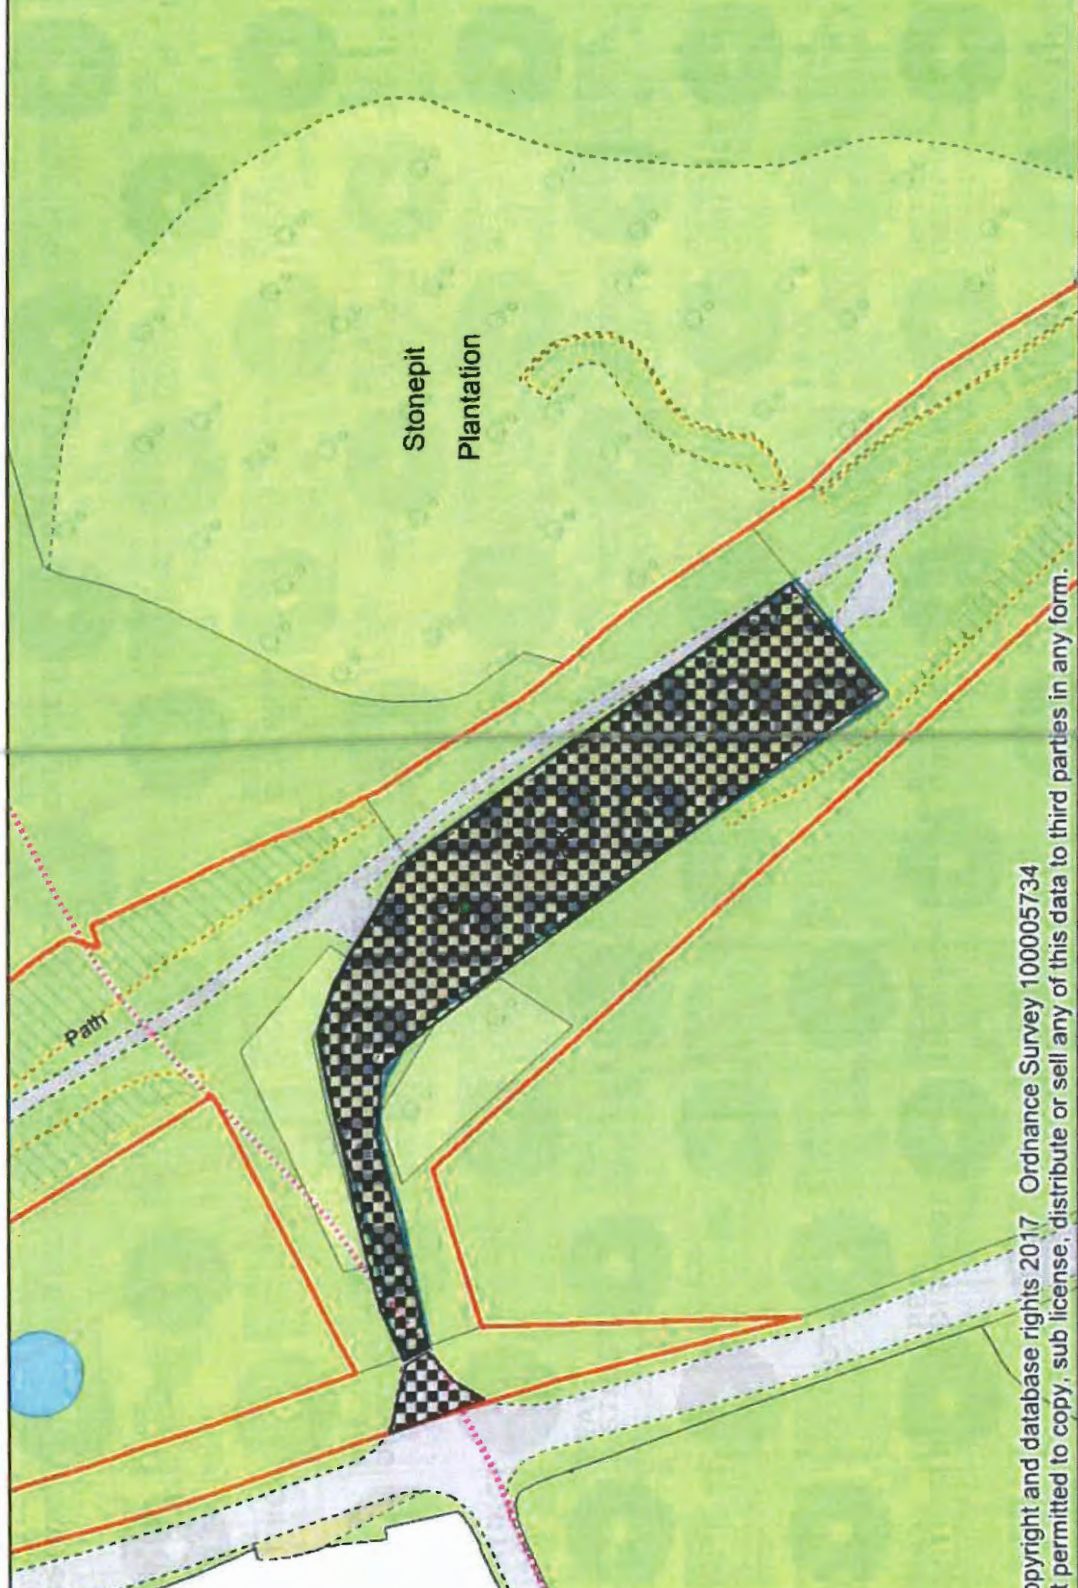 Stonepit
Plantation
Path
opyright and database rights 2017 Ordnance Survey 100005734
t permitted to copy, sub license, distribute or sell any of this data to third parties in any form.